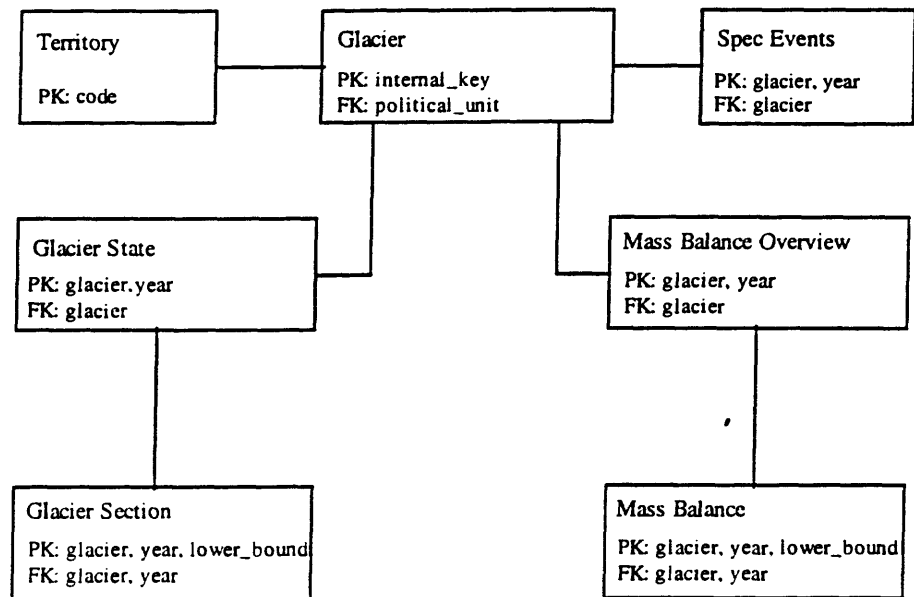 Territory
PK: code
Glacier
PK: internal_key
FK: political_unit
Spec Events
PK: glacier, year
FK: glacier
Glacier State
PK: glacier.year
FK: glacier
Mass Balance Overview
PK: glacier, year
FK: glacier
Glacier Section
PK: glacier, year, lower_bound
FK: glacier, year
Mass Balance
PK: glacier, year, lower_bound
FK: glacier, year